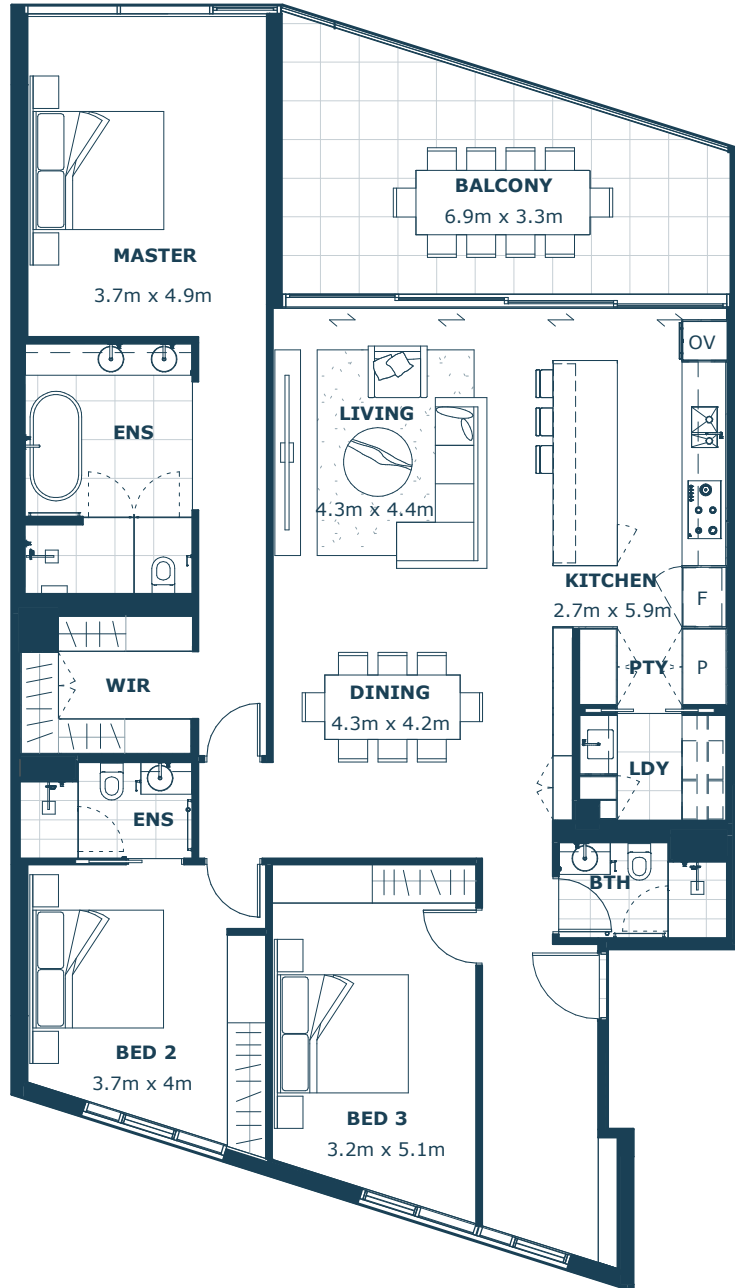 BALCONY
6.9m x 3.3m
MASTER
3.7m x 4.9m
OV
LIVING
ENS
4.3m x 4.4m
KITCHEN
2.7m x 5.9m
F
PTY
P
WIR
DINING
4.3m x 4.2m
LDY
ENS
BTH
BED 2
3.7m x 4m
BED 3
3.2m x 5.1m